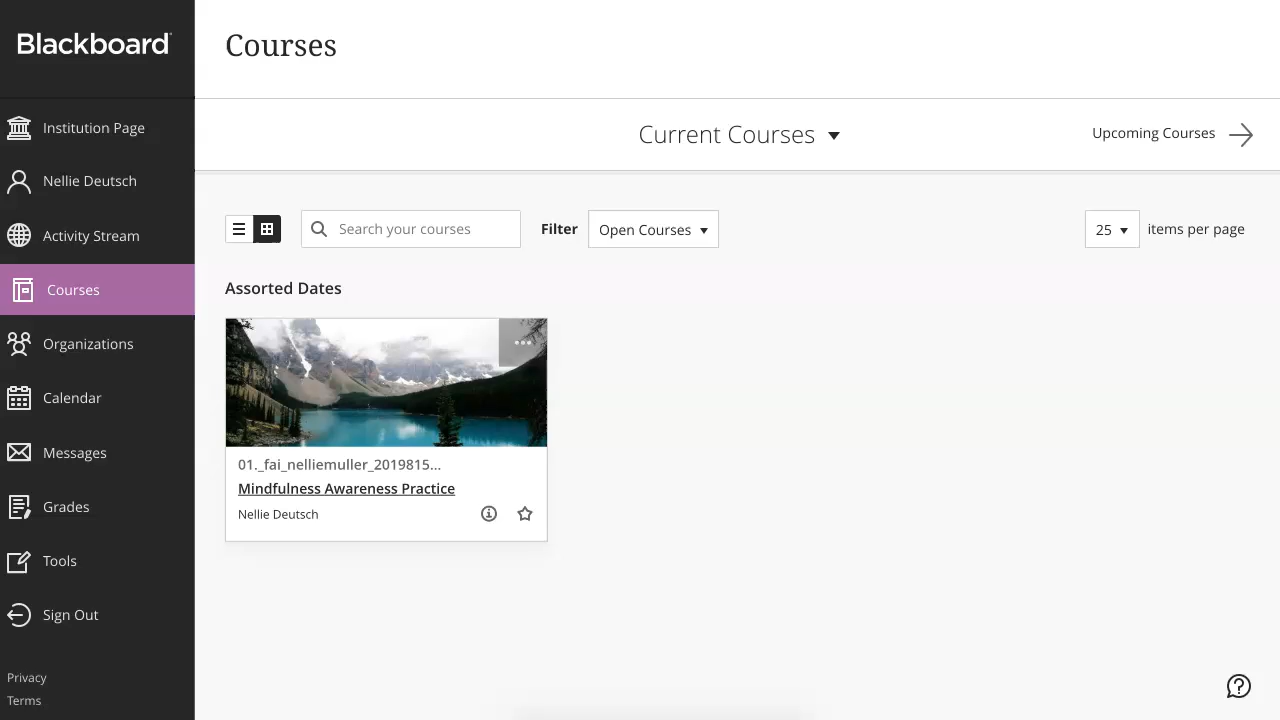 Blackboard
Institution Page
Nellie Deutsch
Activity Stream
Courses
Organizations
Calendar
Messages
Grades
Tools
Sign Out
Privacy
Terms
Courses
Current Courses
Upcoming Courses
Search your courses
Filter
Open Courses
25
items per page
Assorted Dates
01._fai_nelliemuller_2019815...
Mindfulness Awareness Practice
Nellie Deutsch